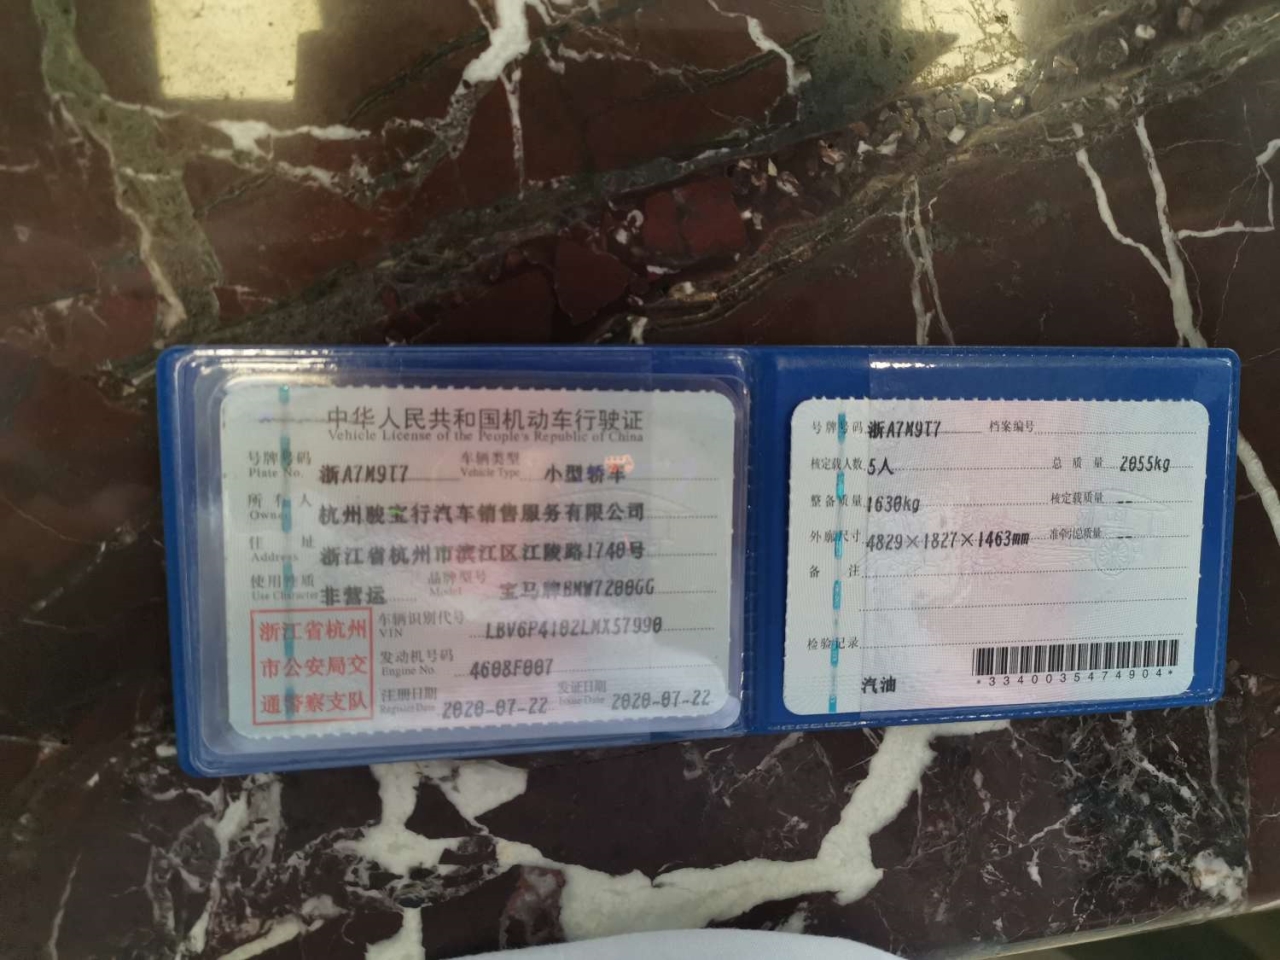 中华人民共和国机动车行驶证
Vehicle License of the People's Republic of China
号牌号码 浙A7M9T7 车辆类型 小型轿车
Plate No. Vehicle Type
所有人 杭州骏宝行汽车销售服务有限公司
Owner
住址 浙江省杭州市滨江区江陵路1740号
Address
使用性质 非营运 品牌型号 宝马牌BMW7200GG
Use Character Model
浙江省杭州
市公安局交
通警察支队
车辆识别代号 LBV6P4102LMX57990
VIN
发动机号码 4608F007
Engine No.
注册日期 2020-07-22 发证日期 2020-07-22
Register Date Issue Date
号牌号码 浙A7M9T7 档案编号
核定载人数 5人 总质量 2055kg
整备质量 1630kg 核定载质量 --
外廓尺寸 4829×1827×1463mm 准牵引总质量 --
备注
检验记录
*3340035474904*
汽油